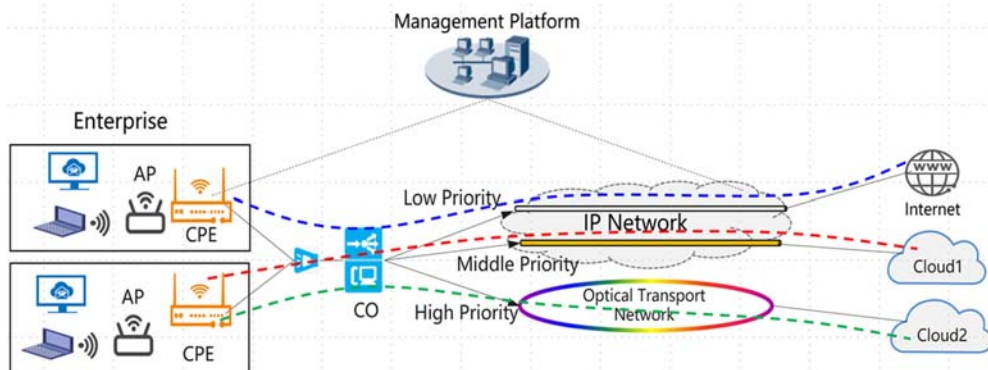 Management Platform
Enterprise
AP
CPE
AP
CPE
CO
Low Priority
IP Network
Middle Priority
High Priority
Optical Transport
Network
WWW
Internet
Cloud1
Cloud2